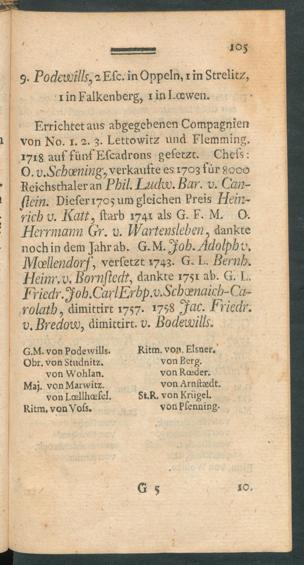 105
9. Podewills, 2 Esc. in Oppeln, 1 in Strelitz,
1 in Falkenberg, 1 in Lœwen.
Errichtet aus abgegebenen Compagnien
von No. 1. 2. 3. Lettowitz und Flemming.
1718 auf fünf Escadrons gesetzt. Chefs:
O. v. Schœning, verkaufte es 1703 für 8000
Reichsthaler an Phil. Ludw. Bar. v. Can-
stein. Dieser 1705 um gleichen Preis Hein-
rich v. Katt, starb 1741 als G. F. M. O.
Herrmann Gr. v. Wartensleben, dankte
noch in dem Jahr ab. G. M. Joh. Adolph v.
Mœllendorf, versetzt 1743. G. L. Bernh.
Heinr. v. Bornstedt, dankte 1751 ab. G. L.
Friedr. Joh. Carl Erbp. v. Schœnaich-Ca-
rolath, dimittirt 1757. 1758 Jac. Friedr.
v. Bredow, dimittirt. v. Bodewills.
G.M. von Podewills.
Obr. von Studnitz.
von Wohlan.
Maj. von Marwitz.
von Lœllhœfel.
Ritm. von Voss.
Ritm. von Elsner.
von Berg.
von Rœder.
von Arnstædt.
St.R. von Krügel.
von Pfenning.
G 5
10.